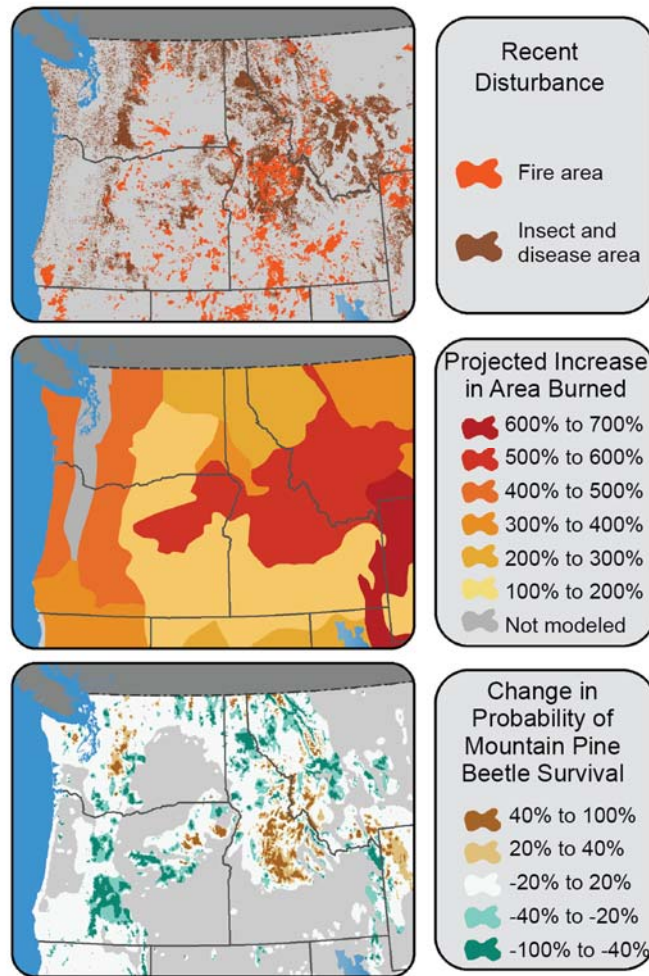 Recent
Disturbance
Fire area
Insect and
disease area
Projected Increase
in Area Burned
600% to 700%
500% to 600%
400% to 500%
300% to 400%
200% to 300%
100% to 200%
Not modeled
Change in
Probability of
Mountain Pine
Beetle Survival
40% to 100%
20% to 40%
-20% to 20%
-40% to -20%
-100% to -40%